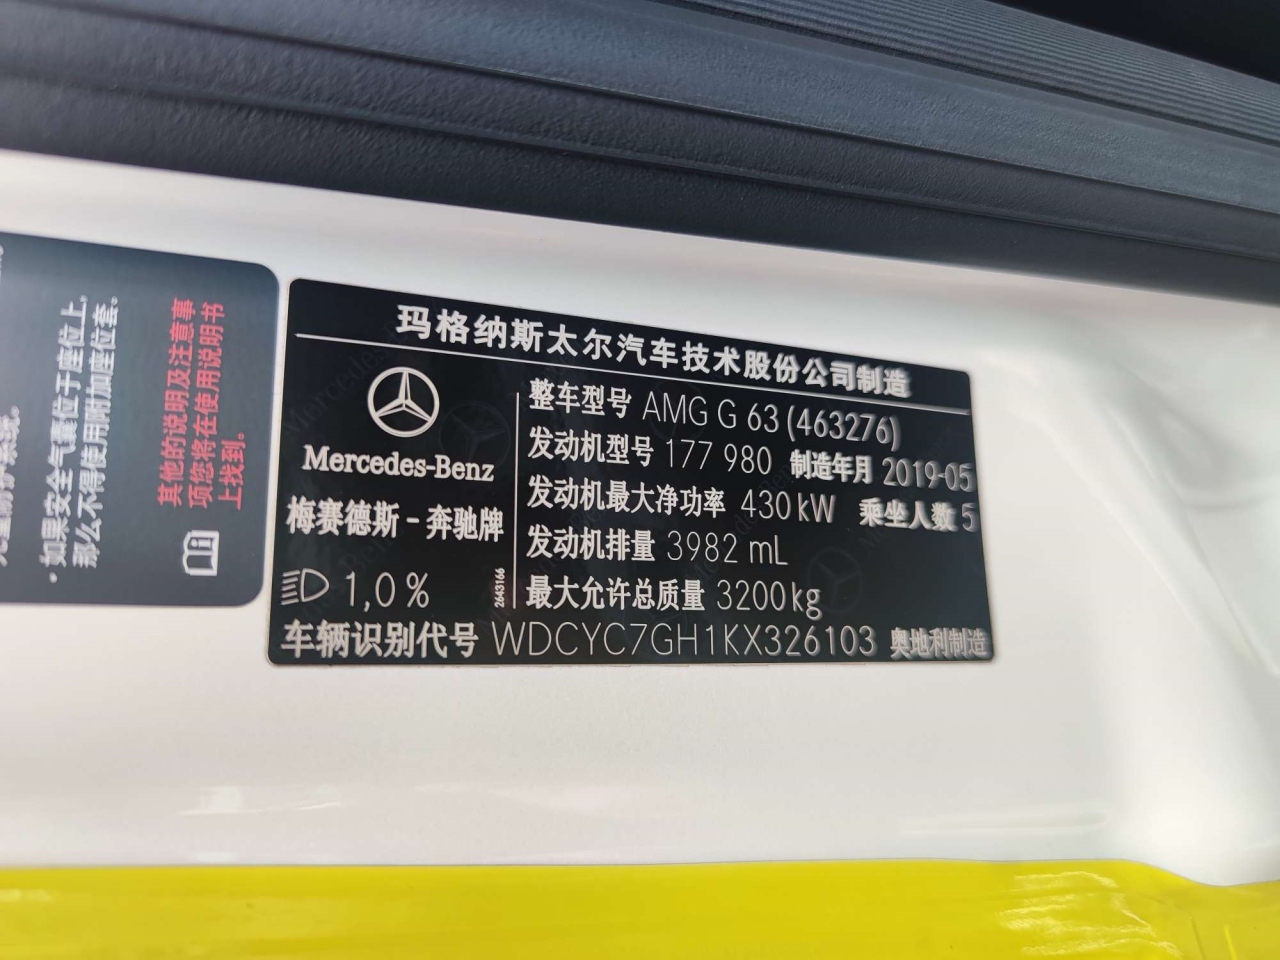 ·如果安全气囊位于座位上,
那么不得使用附加座位套。
其他的说明及注意事
项您将在使用说明书
上找到。
玛格纳斯太尔汽车技术股份公司制造
Mercedes-Benz
梅赛德斯-奔驰牌
1,0%
2643166
整车型号 AMG G 63 (463276)
发动机型号 177 980 制造年月 2019-05
发动机最大净功率 430 kW 乘坐人数 5
发动机排量 3982 mL
最大允许总质量 3200 kg
车辆识别代号 WDCYC7GH1KX326103 奥地利制造